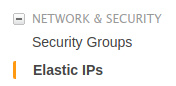 NETWORK & SECURITY
Security Groups
Elastic IPs